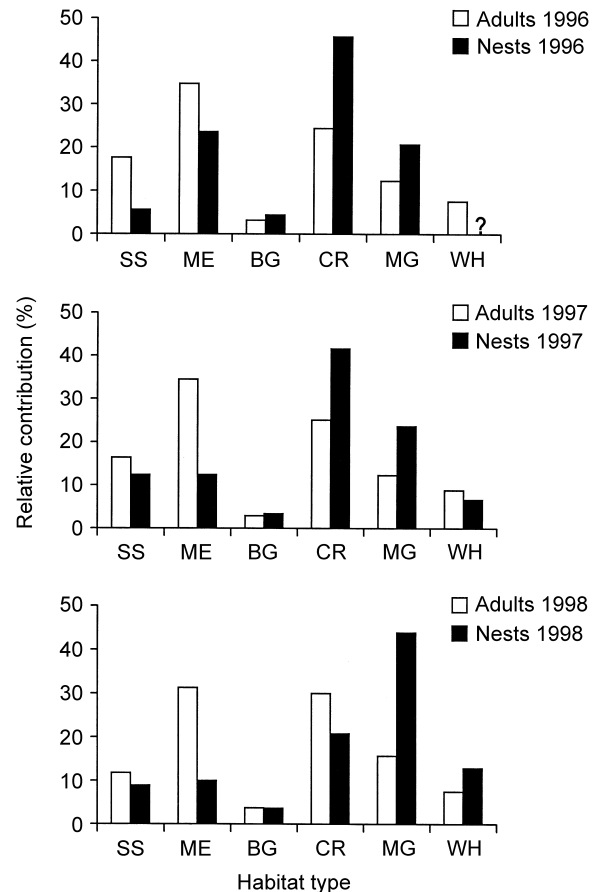 Relative contribution (%)
Adults 1996
Nests 1996
50
40
30
20
10
0
?
SS ME BG CR MG WH
Adults 1997
Nests 1997
50
40
30
20
10
0
SS ME BG CR MG WH
Adults 1998
Nests 1998
50
40
30
20
10
0
SS ME BG CR MG WH
Habitat type